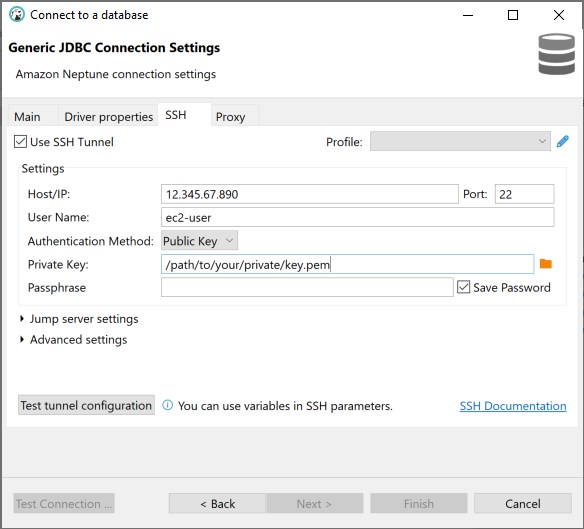 Connect to a database
Generic JDBC Connection Settings
Amazon Neptune connection settings
Main Driver properties SSH Proxy
Use SSH Tunnel Profile:
Settings
Host/IP: 12.345.67.890 Port: 22
User Name: ec2-user
Authentication Method: Public Key
Private Key: /path/to/your/private/key.pem
Passphrase Save Password
Jump server settings
Advanced settings
Test tunnel configuration You can use variables in SSH parameters. SSH Documentation
Test Connection ... < Back Next > Finish Cancel